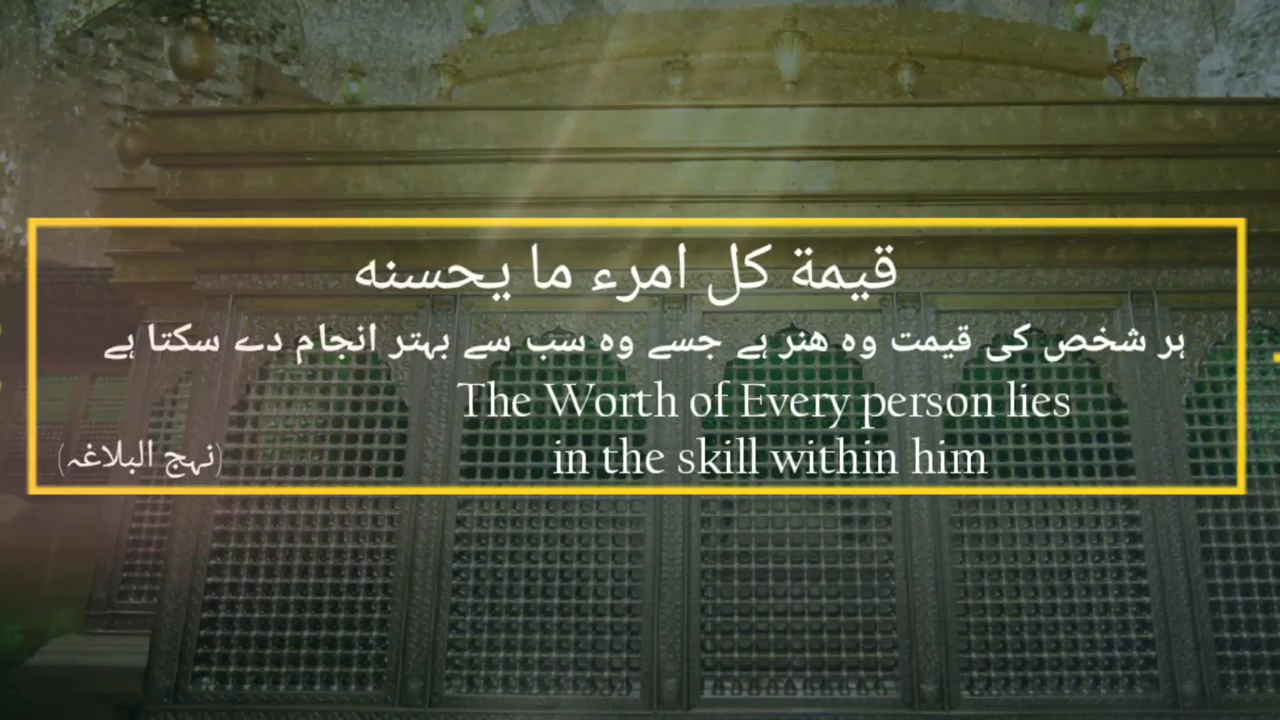 قيمة كل امرء ما يحسنه
ہر شخص کی قیمت وہ هنر ہے جسے وہ سب سے بہتر انجام دے سکتا ہے
The Worth of Every person lies
in the skill within him
(نہج البلاغہ)